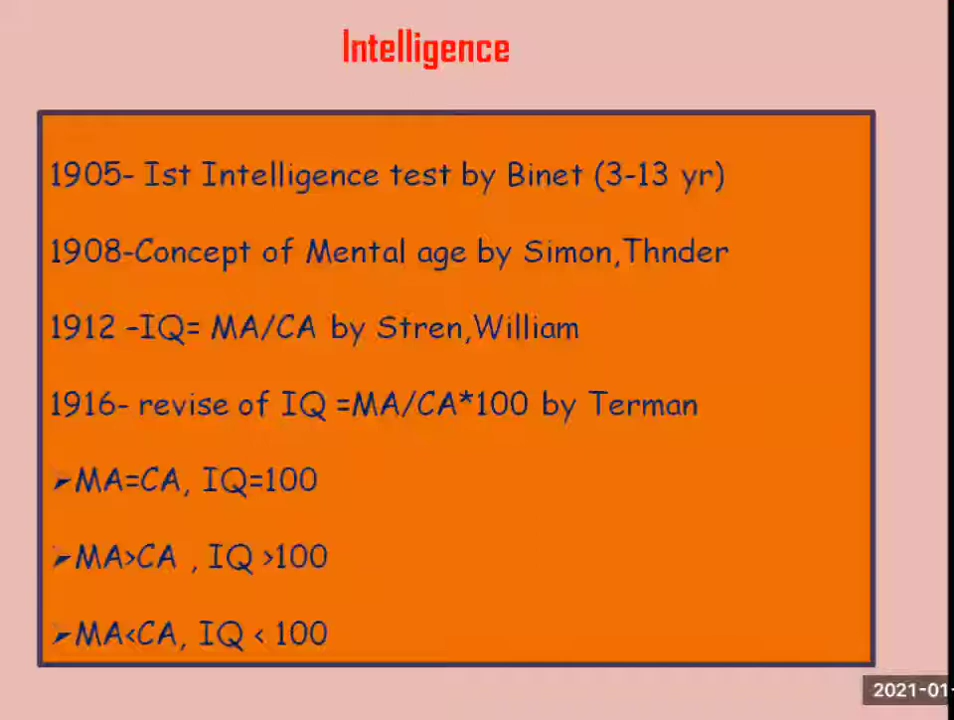 Intelligence
1905- Ist Intelligence test by Binet (3-13 yr)
1908-Concept of Mental age by Simon,Thnder
1912 -IQ= MA/CA by Stren,William
1916- revise of IQ =MA/CA*100 by Terman
➢MA=CA, IQ=100
➢MA>CA , IQ >100
➢MA<CA, IQ < 100
2021-01-